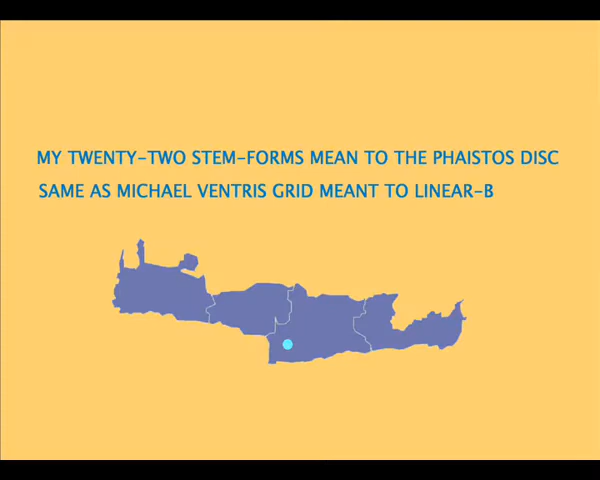 MY TWENTY-TWO STEM-FORMS MEAN TO THE PHAISTOS DISC
SAME AS MICHAEL VENTRIS GRID MEANT TO LINEAR-B